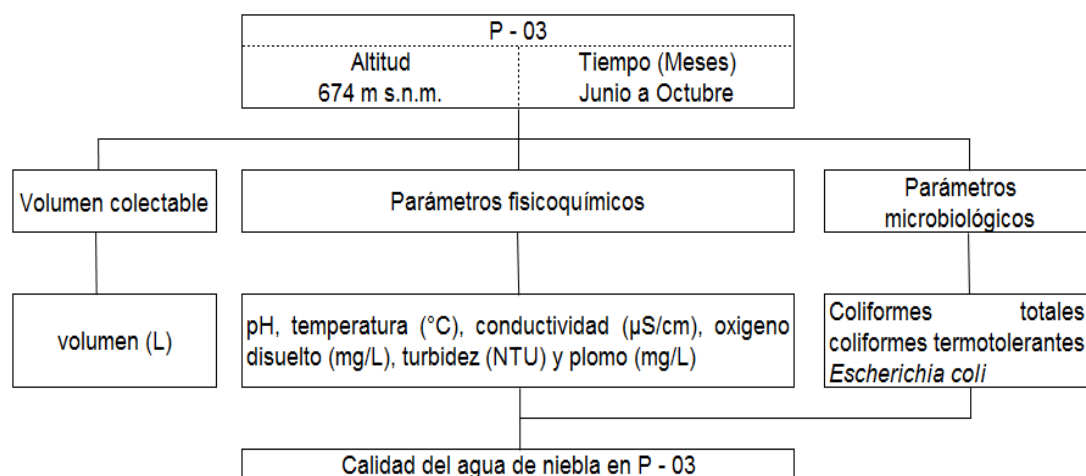 P - 03
Altitud
674 m s.n.m.
Tiempo (Meses)
Junio a Octubre
Volumen colectable
Parámetros fisicoquímicos
Parámetros
microbiológicos
volumen (L)
pH, temperatura (°C), conductividad (µS/cm), oxigeno
disuelto (mg/L), turbidez (NTU) y plomo (mg/L)
Coliformes totales
coliformes termotolerantes
Escherichia coli
Calidad del agua de niebla en P - 03